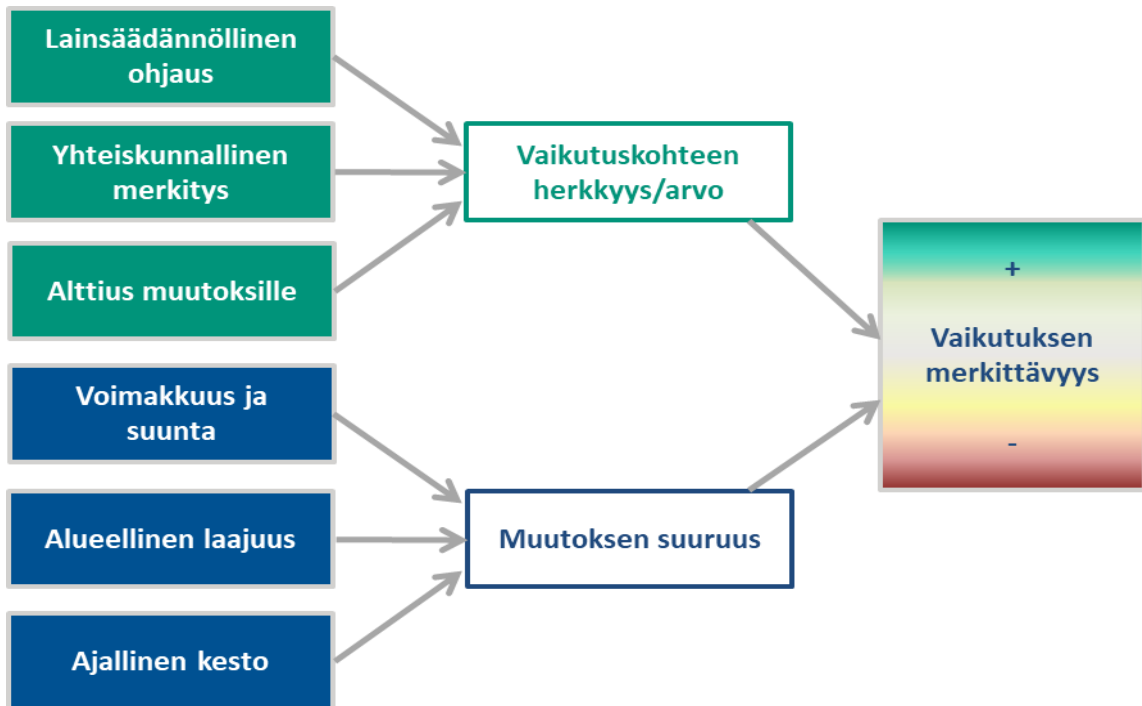 Lainsäädännöllinen
ohjaus
Yhteiskunnallinen
merkitys
Alttius muutoksille
Voimakkuus ja
suunta
Alueellinen laajuus
Ajallinen kesto
Vaikutuskohteen
herkkyys/arvo
Muutoksen suuruus
+
Vaikutuksen
merkittävyys
-